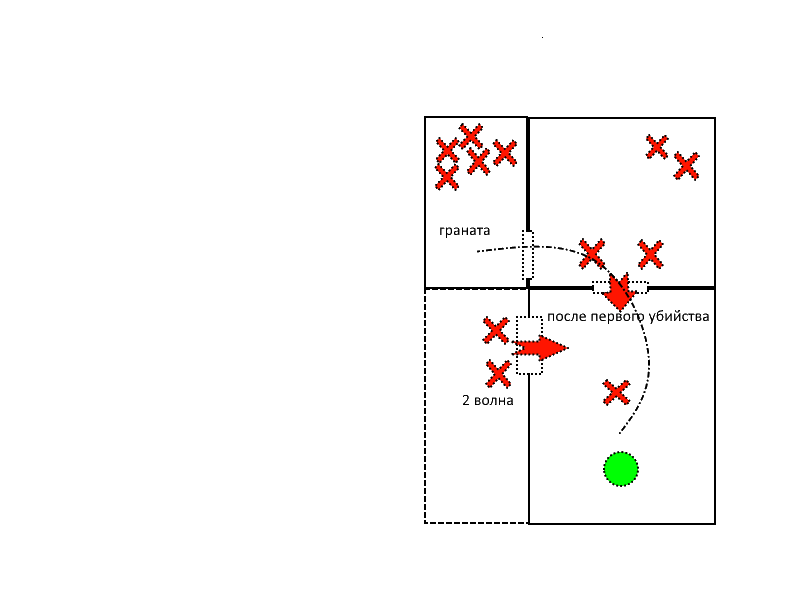 граната
после первого убийства
2 волна